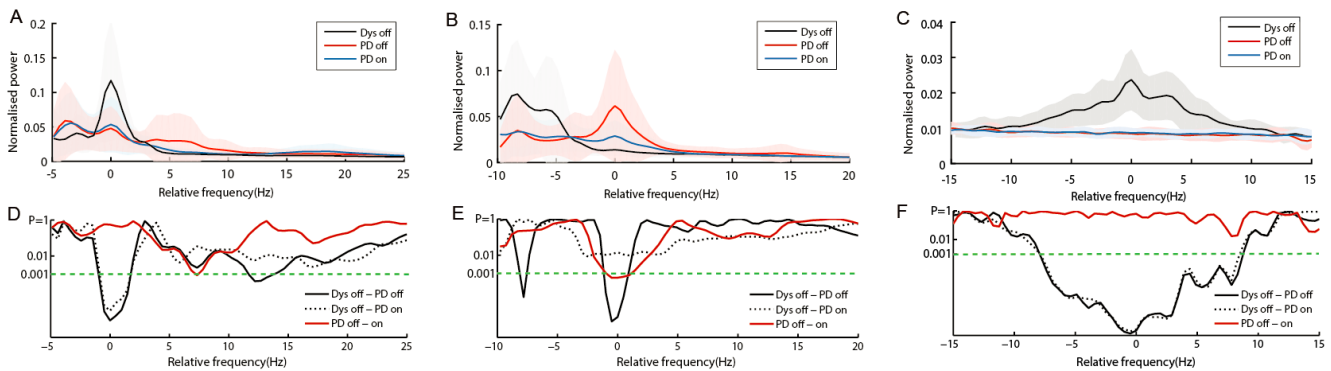 A
Normalised power
0.2
0.15
0.1
0.05
0
Dys off
PD off
PD on
-5
0
5
10
15
20
25
Relative frequency(Hz)
B
Normalised power
0.15
0.1
0.05
0
Dys off
PD off
PD on
-10
-5
0
5
10
15
20
Relative frequency(Hz)
C
Normalised power
0.04
0.03
0.02
0.01
0
Dys off
PD off
PD on
-15
-10
-5
0
5
10
15
Relative frequency(Hz)
D
P=1
0.01
0.001
Dys off – PD off
Dys off – PD on
PD off – on
−5
0
5
10
15
20
25
Relative frequency(Hz)
E
P=1
0.01
0.001
Dys off – PD off
Dys off – PD on
PD off – on
−10
−5
0
5
10
15
20
Relative frequency(Hz)
F
P=1
0.01
0.001
Dys off – PD off
Dys off – PD on
PD off – on
−15
−10
−5
0
5
10
15
Relative frequency(Hz)